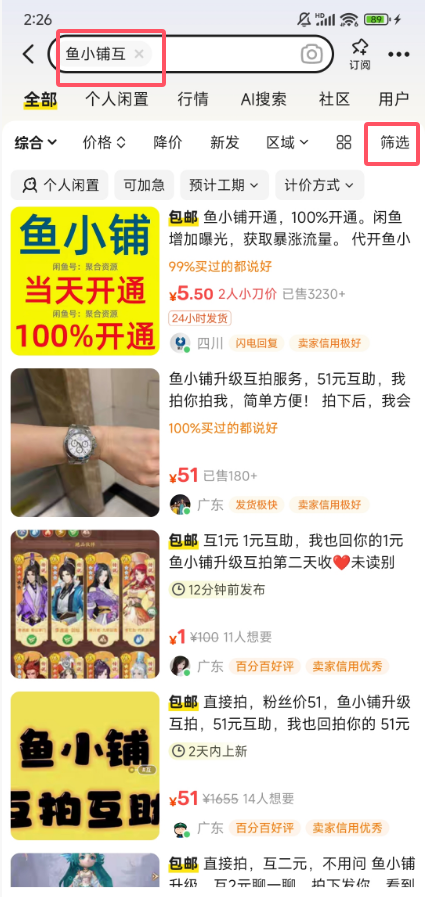 2:26
HD
89
鱼小铺互 ×
订阅
全部 个人闲置 行情 AI搜索 社区 用户
综合 价格 降价 新发 区域 筛选
个人闲置 可加急 预计工期 计价方式
鱼小铺
闲鱼号：聚合资源
当天开通
闲鱼号：聚合资源
100%开通
包邮 鱼小铺开通，100%开通。闲鱼
增加曝光，获取暴涨流量。 代开鱼小
99%买过的都说好
¥5.50 2人小刀价 已售3230+
24小时发货
四川 闪电回复 卖家信用极好
鱼小铺升级互拍服务，51元互助，我
拍你拍我，简单方便！ 拍下后，我会
100%买过的都说好
¥51 已售180+
广东 发货极快 卖家信用极好
包邮 互1元 1元互助，我也回你的1元
鱼小铺升级互拍第二天收❤️未读别
12分钟前发布
¥1 ¥100 11人想要
广东 百分百好评 卖家信用优秀
鱼小铺
互拍互助
包邮 直接拍，粉丝价51，鱼小铺升级
互拍，51元互助，我也回拍你的 51元
2天内上新
¥51 ¥1655 14人想要
广东 百分百好评 卖家信用优秀
包邮 直接拍，互二元，不用问 鱼小铺
升级，互2元聊一聊，拍下发你，看到